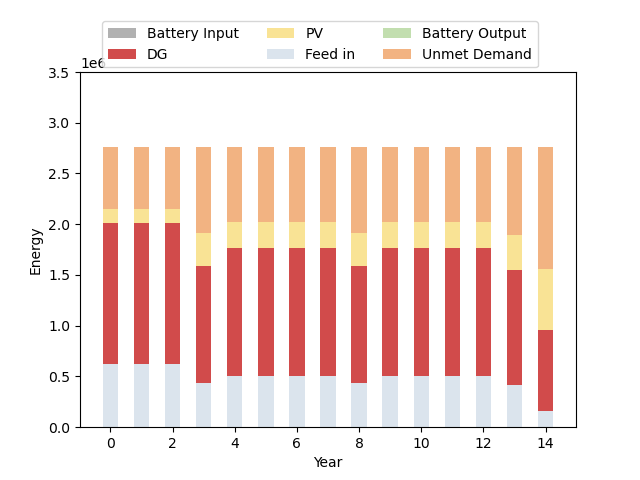 Battery Input PV Battery Output
DG Feed in Unmet Demand
1e6
3.5
3.0
2.5
2.0
1.5
1.0
0.5
0.0
Energy
0 2 4 6 8 10 12 14
Year